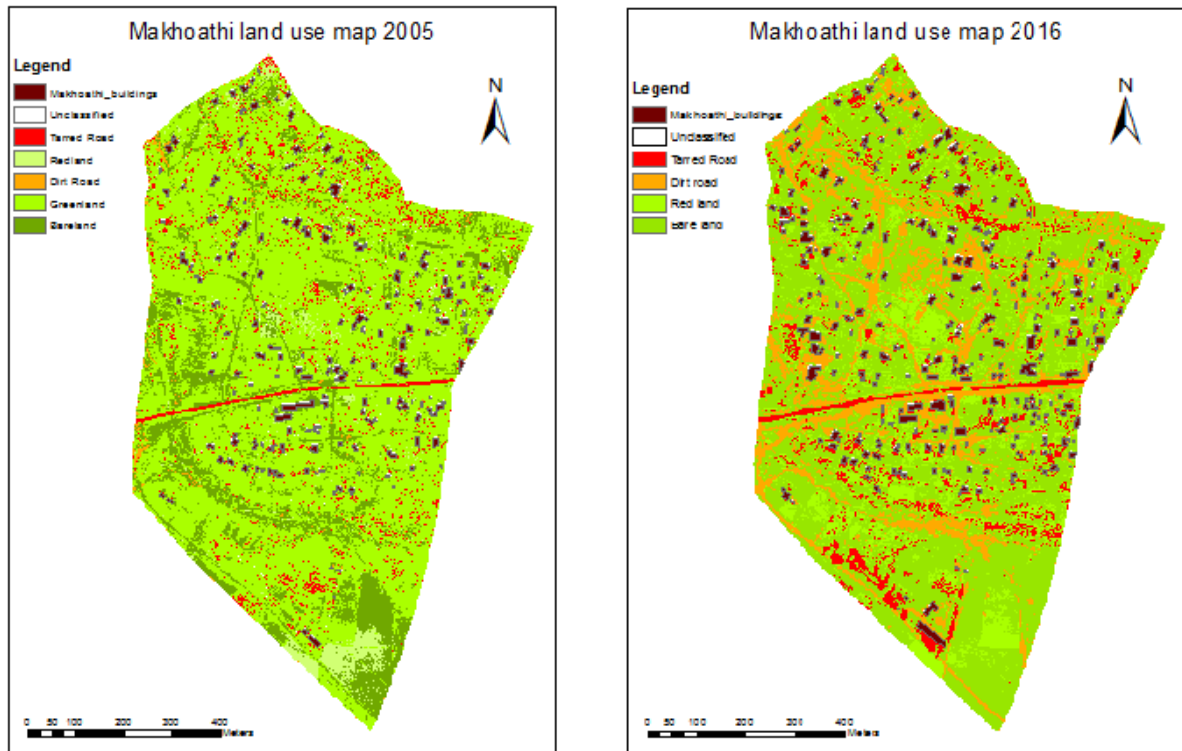 Makhoathi land use map 2005
Legend
Makhoathi_buildings
Unclassified
Tarred Road
Redland
Dirt Road
Greenland
Bareland
N
0 50 100 200 300 400
Meters
Makhoathi land use map 2016
Legend
Makhoathi_buildings
Unclassified
Tarred Road
Dirt road
Red land
Bare land
N
0 50 100 200 300 400
Meters